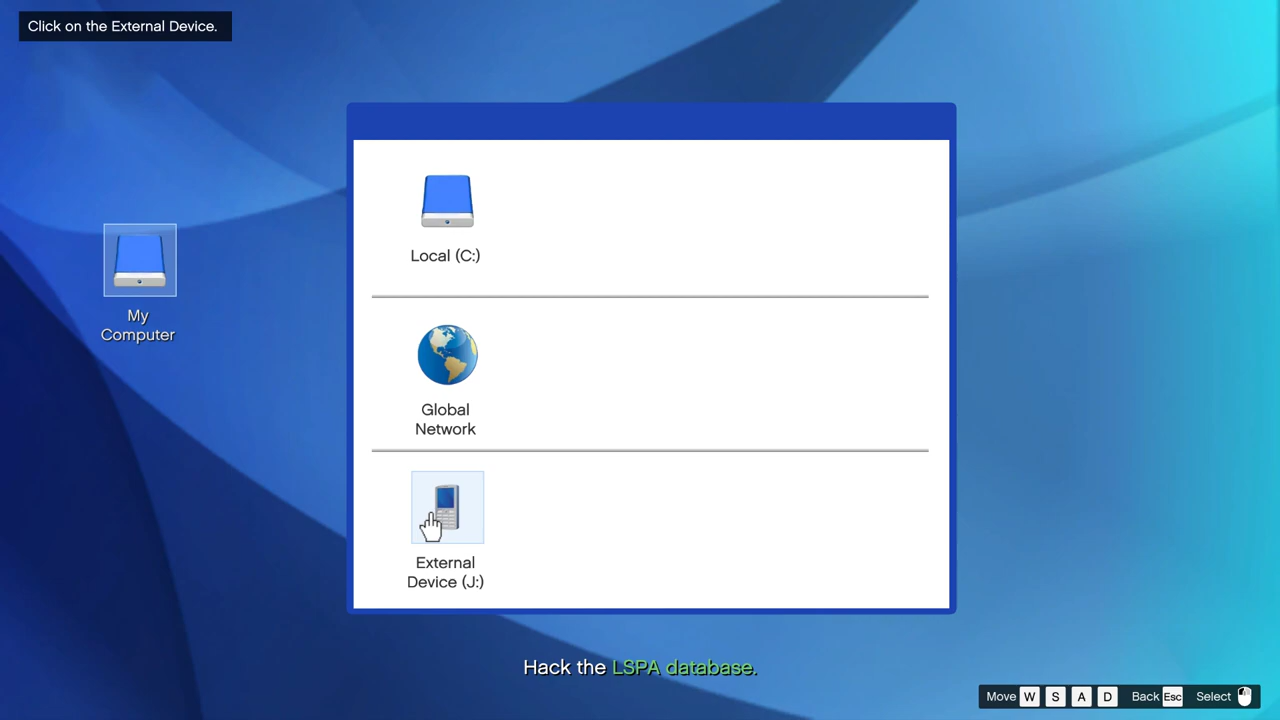 Click on the External Device.
Local (C:)
My
Computer
Global
Network
External
Device (J:)
Hack the LSPA database.
Move W S A D Back Esc Select